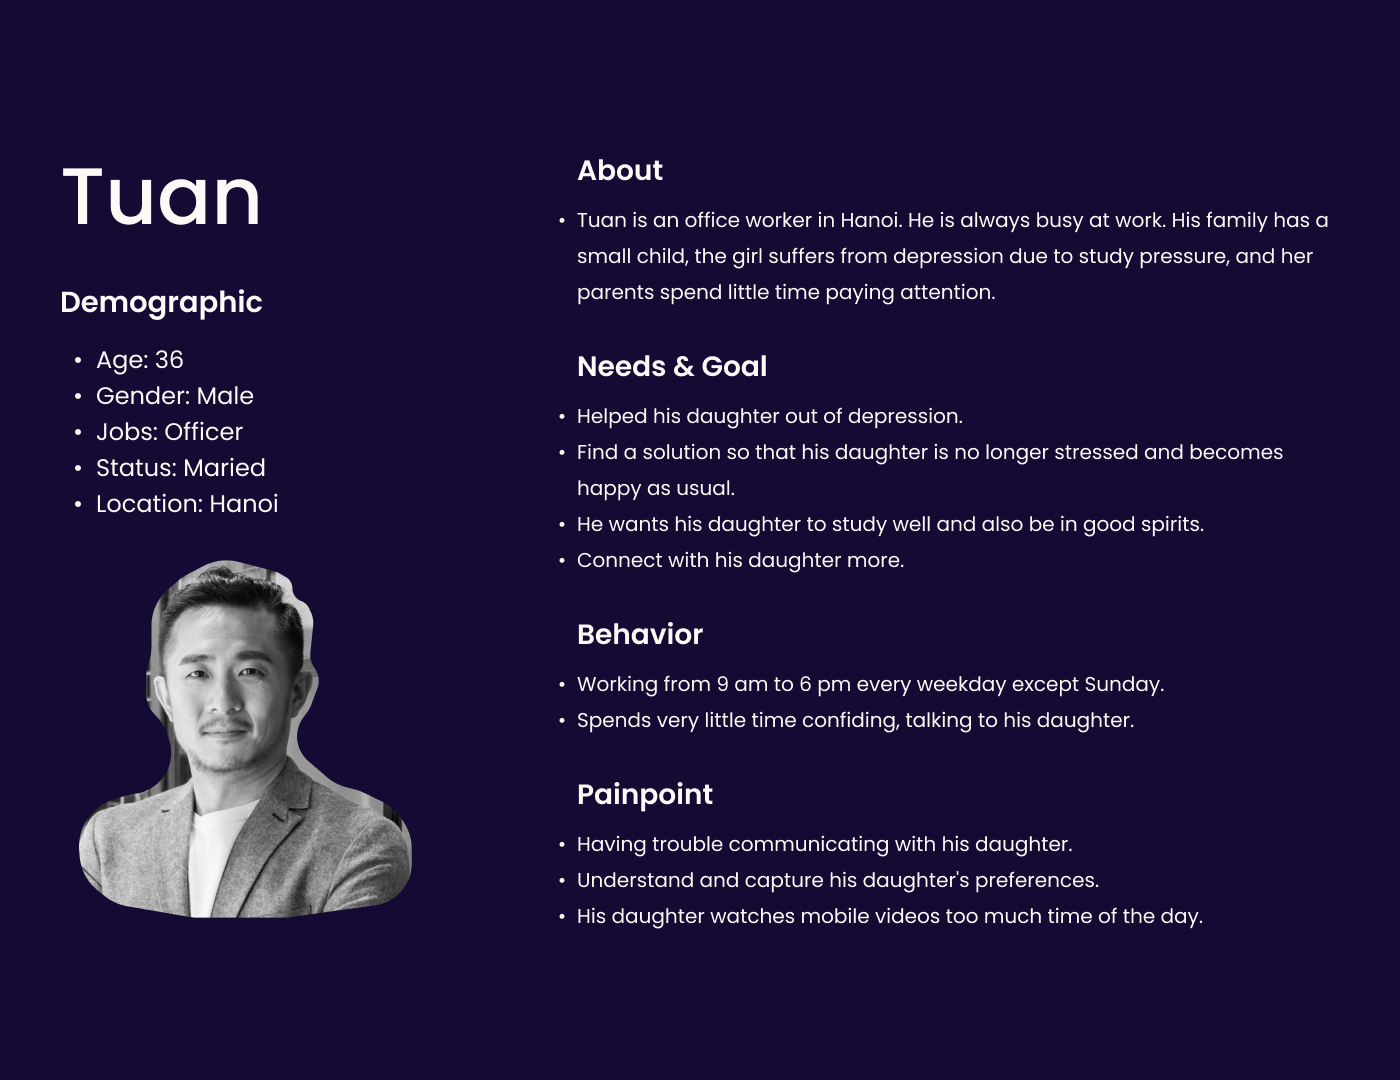 Tuan
Demographic
• Age: 36
• Gender: Male
• Jobs: Officer
• Status: Maried
• Location: Hanoi
About
• Tuan is an office worker in Hanoi. He is always busy at work. His family has a
small child, the girl suffers from depression due to study pressure, and her
parents spend little time paying attention.
Needs & Goal
• Helped his daughter out of depression.
• Find a solution so that his daughter is no longer stressed and becomes
happy as usual.
• He wants his daughter to study well and also be in good spirits.
• Connect with his daughter more.
Behavior
• Working from 9 am to 6 pm every weekday except Sunday.
• Spends very little time confiding, talking to his daughter.
Painpoint
• Having trouble communicating with his daughter.
• Understand and capture his daughter's preferences.
• His daughter watches mobile videos too much time of the day.